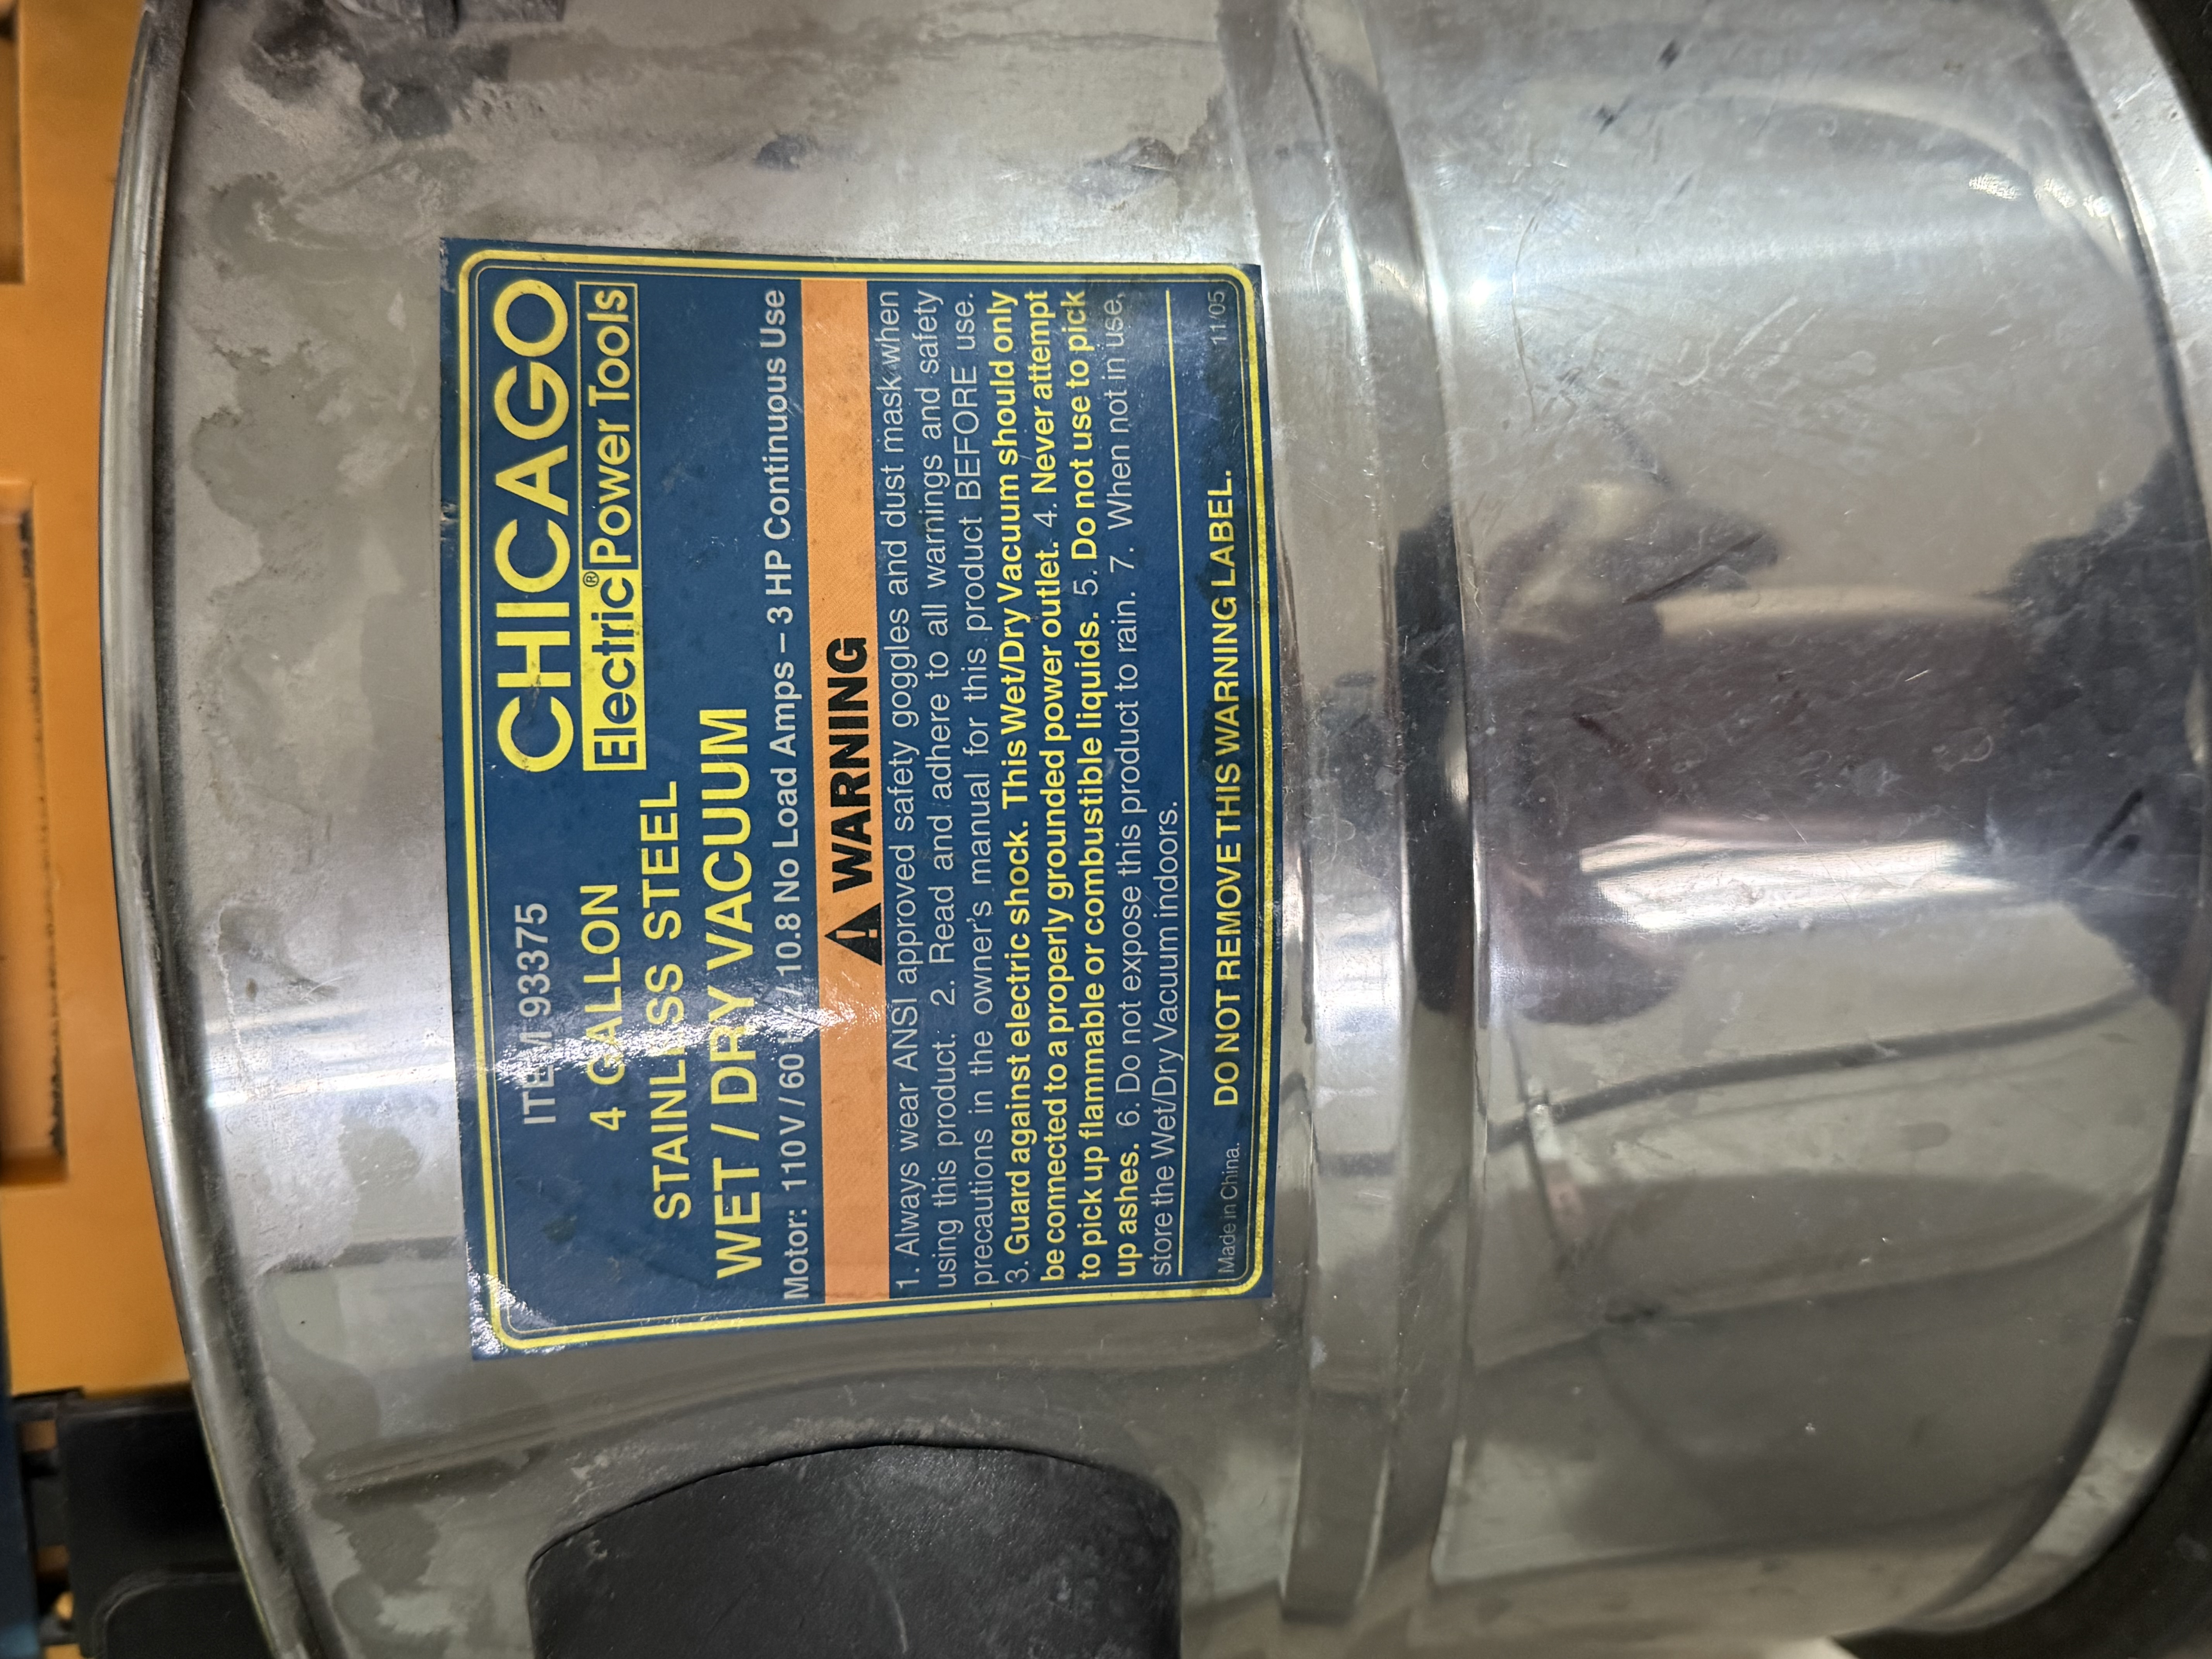 ITEM 93375
4 GALLON
STAINLESS STEEL
WET / DRY VACUUM
CHICAGO
Electric® Power Tools
Motor: 110 V / 60 / 10.8 No Load Amps – 3 HP Continuous Use
⚠ WARNING
1. Always wear ANSI approved safety goggles and dust mask when
using this product. 2. Read and adhere to all warnings and safety
precautions in the owner's manual for this product BEFORE use.
3. Guard against electric shock. This Wet/Dry Vacuum should only
be connected to a properly grounded power outlet. 4. Never attempt
to pick up flammable or combustible liquids. 5. Do not use to pick
up ashes. 6. Do not expose this product to rain. 7. When not in use,
store the Wet/Dry Vacuum indoors.
Made in China. DO NOT REMOVE THIS WARNING LABEL. 11/05